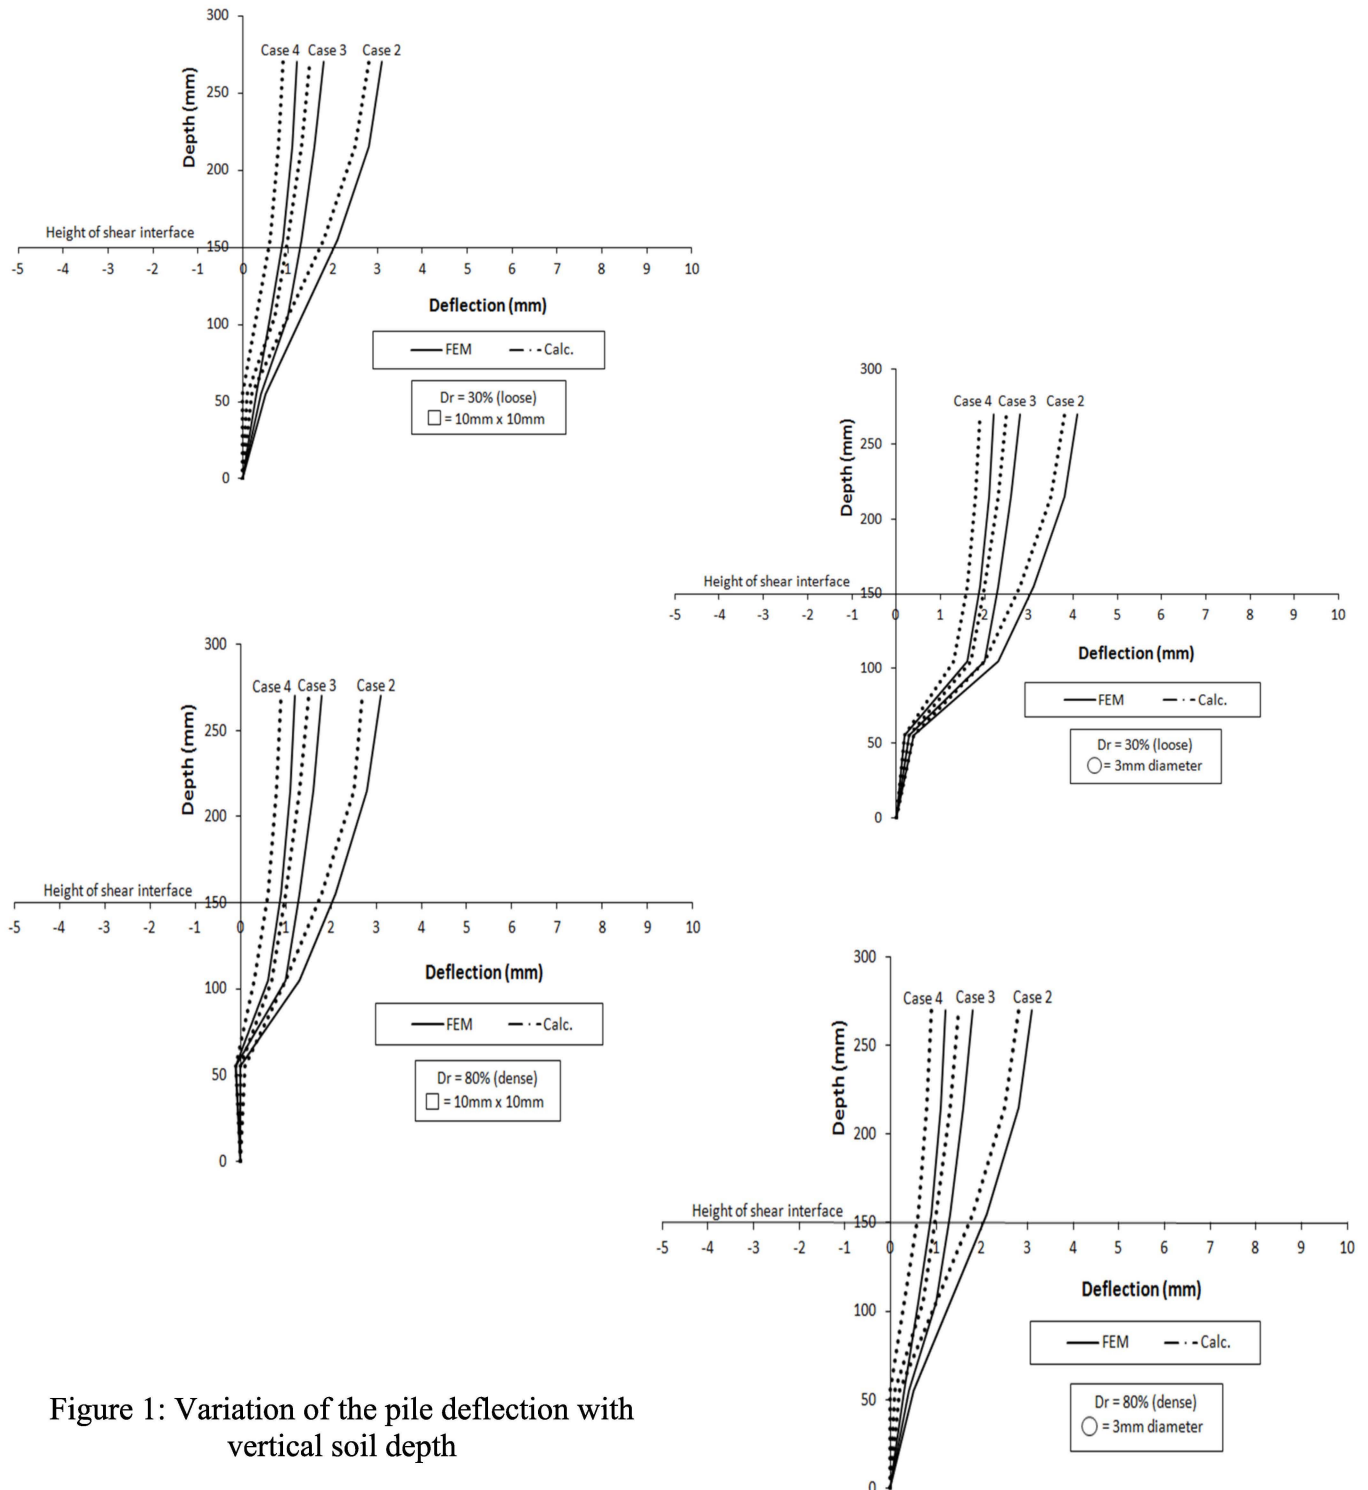 300
Case 4 Case 3 Case 2
250
Depth (mm)
200
Height of shear interface
150
-5 -4 -3 -2 -1 0 1 2 3 4 5 6 7 8 9 10
Deflection (mm)
100
FEM Calc.
50
Dr = 30% (loose)
= 10mm x 10mm
0
300
Case 4 Case 3 Case 2
250
Depth (mm)
200
Height of shear interface
150
-5 -4 -3 -2 -1 0 1 2 3 4 5 6 7 8 9 10
Deflection (mm)
100
FEM Calc.
50
Dr = 30% (loose)
= 3mm diameter
0
300
Case 4 Case 3 Case 2
250
Depth (mm)
200
Height of shear interface
150
-5 -4 -3 -2 -1 0 1 2 3 4 5 6 7 8 9 10
Deflection (mm)
100
FEM Calc.
50
Dr = 80% (dense)
= 10mm x 10mm
0
300
Case 4 Case 3 Case 2
250
Depth (mm)
200
Height of shear interface
150
-5 -4 -3 -2 -1 0 1 2 3 4 5 6 7 8 9 10
Deflection (mm)
100
FEM Calc.
50
Dr = 80% (dense)
= 3mm diameter
0
Figure 1: Variation of the pile deflection with
vertical soil depth